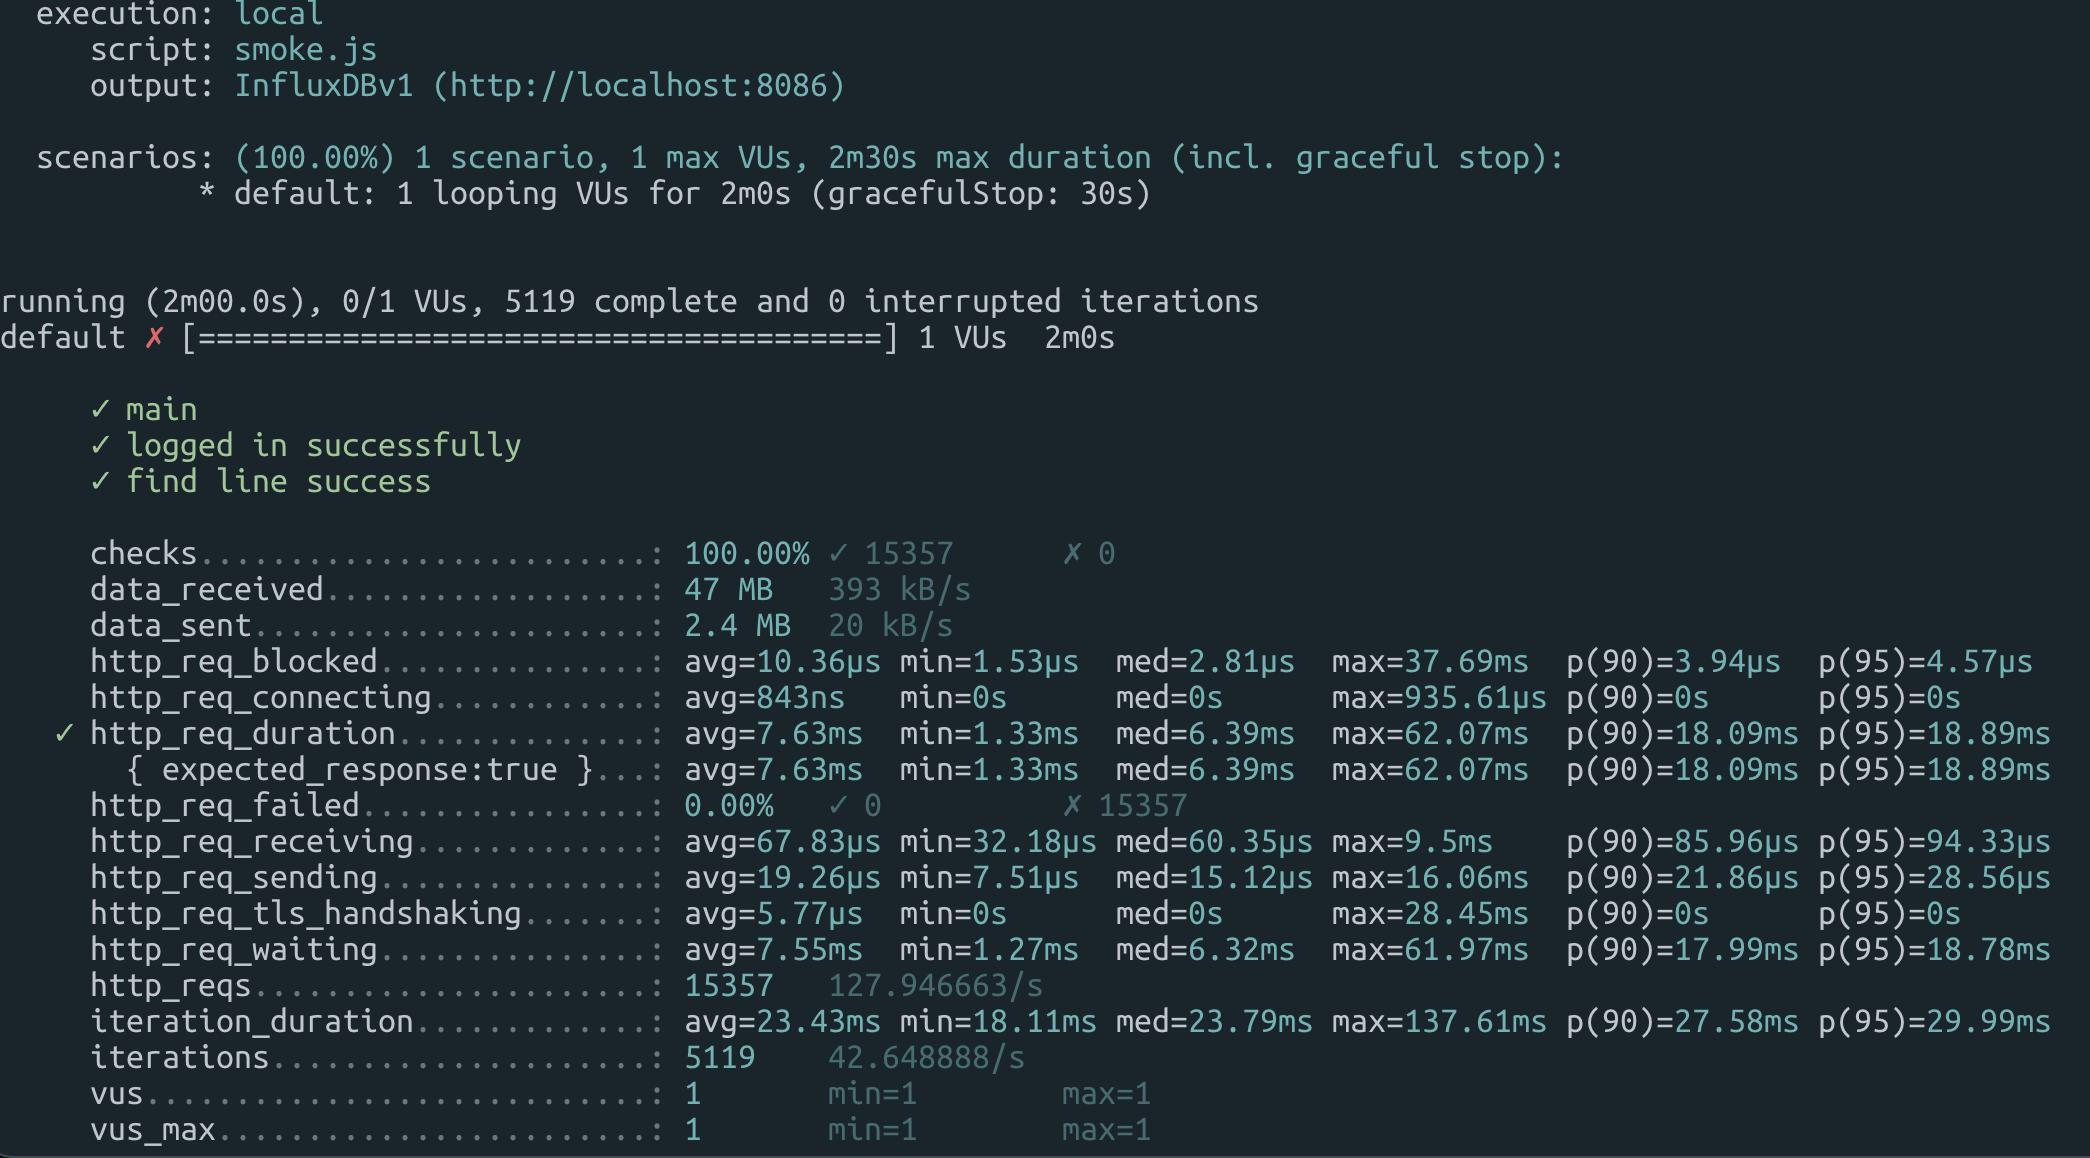 execution: local
script: smoke.js
output: InfluxDBv1 (http://localhost:8086)
scenarios: (100.00%) 1 scenario, 1 max VUs, 2m30s max duration (incl. graceful stop):
* default: 1 looping VUs for 2m0s (gracefulStop: 30s)
running (2m00.0s), 0/1 VUs, 5119 complete and 0 interrupted iterations
default ✗ [======================================] 1 VUs  2m0s
✓ main
✓ logged in successfully
✓ find line success
checks.........................: 100.00% ✓ 15357      ✗ 0
data_received..................: 47 MB   393 kB/s
data_sent......................: 2.4 MB  20 kB/s
http_req_blocked...............: avg=10.36µs min=1.53µs  med=2.81µs  max=37.69ms  p(90)=3.94µs  p(95)=4.57µs
http_req_connecting............: avg=843ns   min=0s      med=0s      max=935.61µs p(90)=0s      p(95)=0s
✓ http_req_duration..............: avg=7.63ms  min=1.33ms  med=6.39ms  max=62.07ms  p(90)=18.09ms p(95)=18.89ms
{ expected_response:true }...: avg=7.63ms  min=1.33ms  med=6.39ms  max=62.07ms  p(90)=18.09ms p(95)=18.89ms
http_req_failed................: 0.00%   ✓ 0          ✗ 15357
http_req_receiving.............: avg=67.83µs min=32.18µs med=60.35µs max=9.5ms    p(90)=85.96µs p(95)=94.33µs
http_req_sending...............: avg=19.26µs min=7.51µs  med=15.12µs max=16.06ms  p(90)=21.86µs p(95)=28.56µs
http_req_tls_handshaking.......: avg=5.77µs  min=0s      med=0s      max=28.45ms  p(90)=0s      p(95)=0s
http_req_waiting...............: avg=7.55ms  min=1.27ms  med=6.32ms  max=61.97ms  p(90)=17.99ms p(95)=18.78ms
http_reqs......................: 15357   127.946663/s
iteration_duration.............: avg=23.43ms min=18.11ms med=23.79ms max=137.61ms p(90)=27.58ms p(95)=29.99ms
iterations.....................: 5119    42.648888/s
vus............................: 1       min=1        max=1
vus_max........................: 1       min=1        max=1